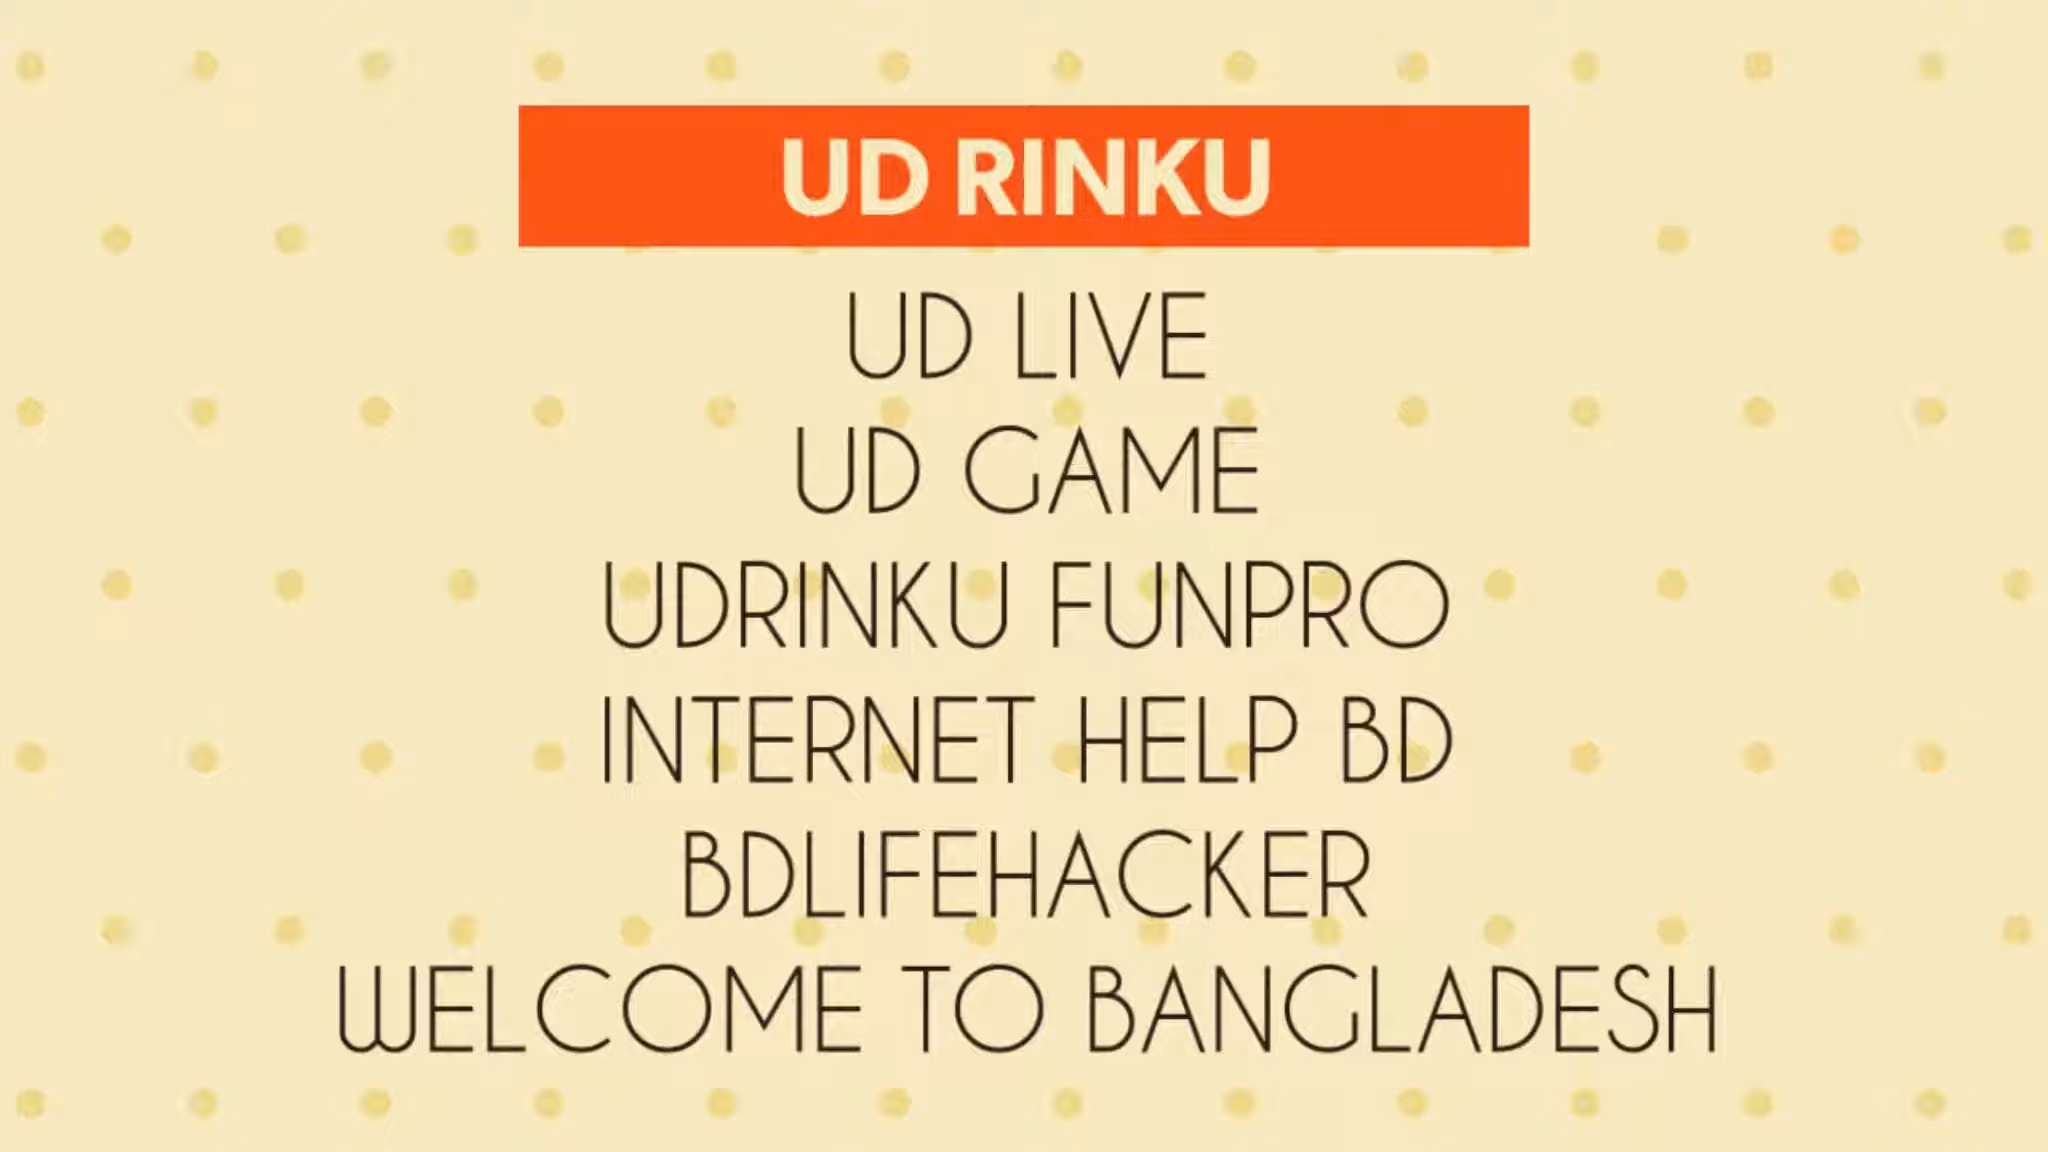 UD RINKU
UD LIVE
UD GAME
UDRINKU FUNPRO
INTERNET HELP BD
BDLIFEHACKER
WELCOME TO BANGLADESH